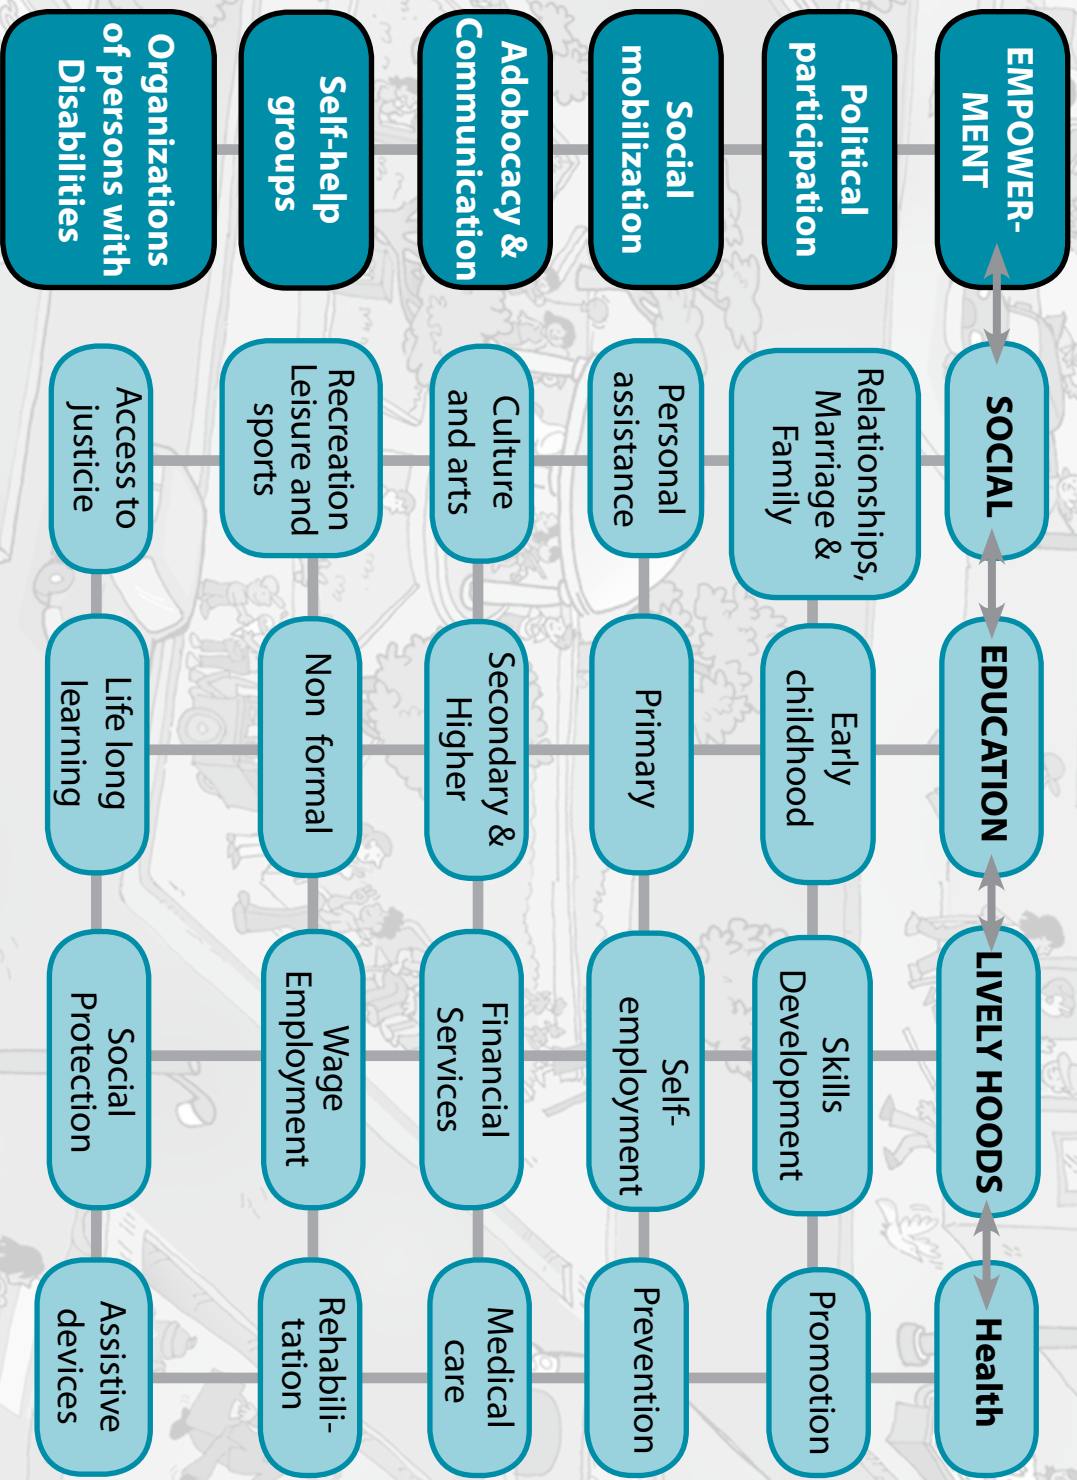 EMPOWER-
MENT
Political
participation
Social
mobilization
Adobocacy &
Communication
Self-help
groups
Organizations
of persons with
Disabilities
SOCIAL
Relationships,
Marriage &
Family
Personal
assistance
Culture
and arts
Recreation
Leisure and
sports
Access to
justicie
EDUCATION
Early
childhood
Primary
Secondary &
Higher
Non formal
Life long
learning
LIVELY HOODS
Skills
Development
Self-
employment
Financial
Services
Wage
Employment
Social
Protection
Health
Promotion
Prevention
Medical
care
Rehabili-
tation
Assistive
devices